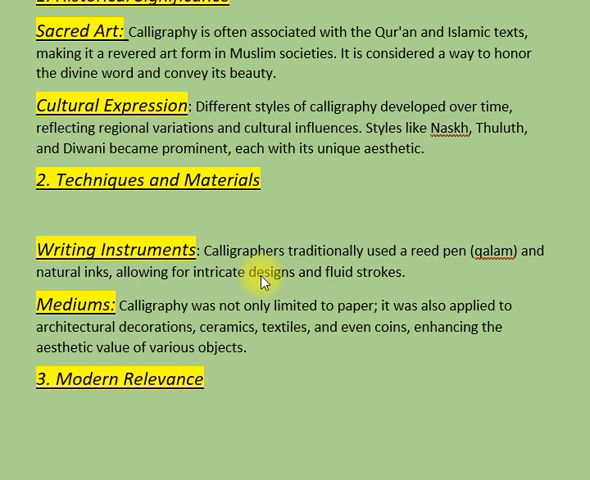 1. Historical Significance
Sacred Art: Calligraphy is often associated with the Qur'an and Islamic texts,
making it a revered art form in Muslim societies. It is considered a way to honor
the divine word and convey its beauty.
Cultural Expression: Different styles of calligraphy developed over time,
reflecting regional variations and cultural influences. Styles like Naskh, Thuluth,
and Diwani became prominent, each with its unique aesthetic.
2. Techniques and Materials
Writing Instruments: Calligraphers traditionally used a reed pen (qalam) and
natural inks, allowing for intricate designs and fluid strokes.
Mediums: Calligraphy was not only limited to paper; it was also applied to
architectural decorations, ceramics, textiles, and even coins, enhancing the
aesthetic value of various objects.
3. Modern Relevance